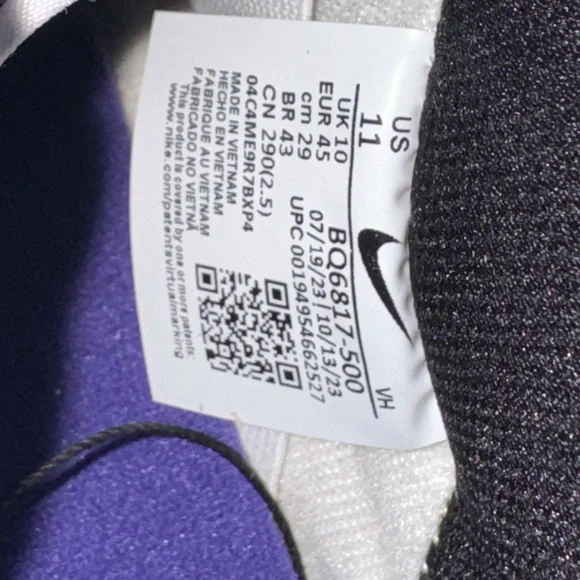 US
11
UK 10
EUR 45
cm 29
BR 43
CN 290(2.5)
04C4ME9R7BXP4
MADE IN VIETNAM
HECHO EN VIETNAM
FABRIQUE AU VIETNAM
FABRICADO NO VIETNÃ
This product is covered by one or more patents:
www.nike.com/patentsvirtualmarking
VH
BQ6817-500
07/19/23 | 10/13/23
UPC 00194954662527